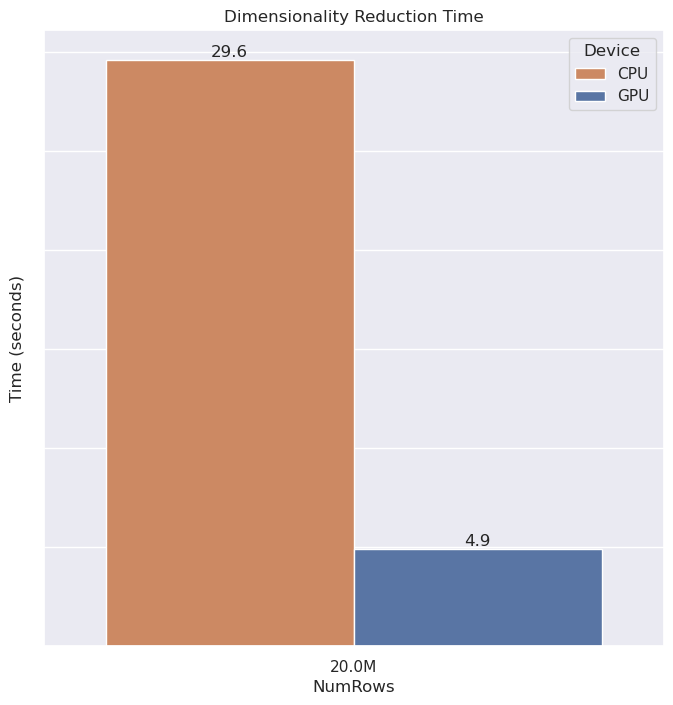 Dimensionality Reduction Time
29.6
Device
CPU
GPU
4.9
Time (seconds)
20.0M
NumRows